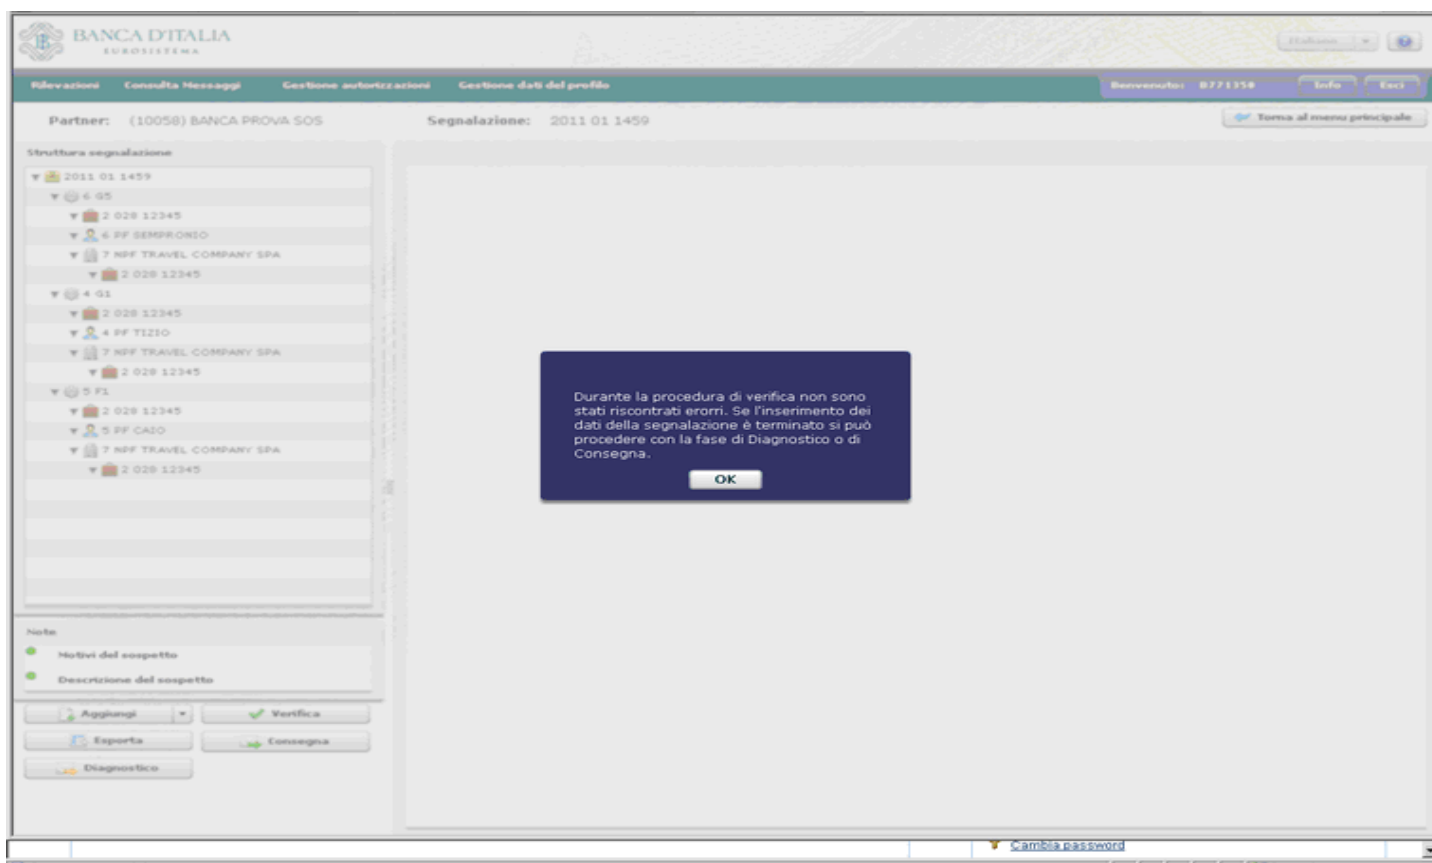 BANCA D'ITALIA
EUROSISTEMA
Italiano
Rilevazioni Consulta Messaggi Gestione autorizzazioni Gestione dati del profilo Benvenuto: B771358 Info Esci
Partner: (10058) BANCA PROVA SOS Segnalazione: 2011 01 1459 Torna al menu principale
Struttura segnalazione
2011 01 1459
6 G5
2 028 12345
6 PF SEMPRONIO
7 NPF TRAVEL COMPANY SPA
2 028 12345
4 G1
2 028 12345
4 PF TIZIO
7 NPF TRAVEL COMPANY SPA
2 028 12345
5 F1
2 028 12345
5 PF CAIO
7 NPF TRAVEL COMPANY SPA
2 028 12345
Durante la procedura di verifica non sono
stati riscontrati erorri. Se l'inserimento dei
dati della segnalazione è terminato si può
procedere con la fase di Diagnostico o di
Consegna.
OK
Note
Motivi del sospetto
Descrizione del sospetto
Aggiungi Verifica
Esporta Consegna
Diagnostico
Cambia password